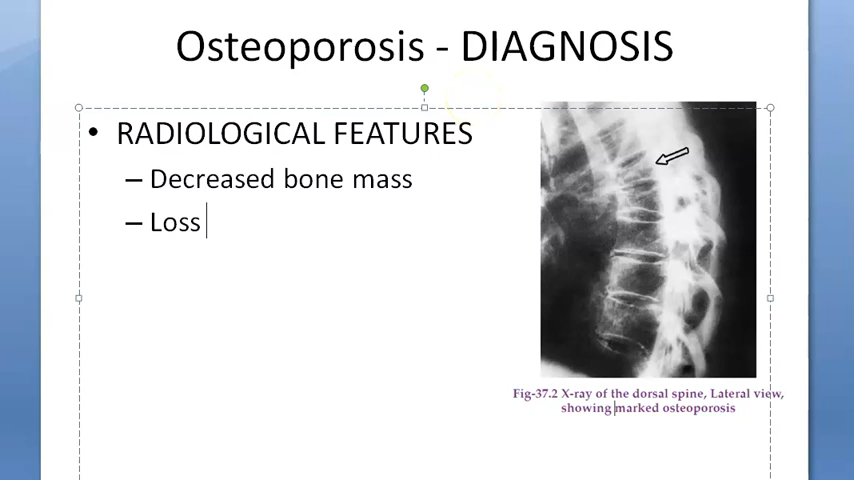 Osteoporosis - DIAGNOSIS
• RADIOLOGICAL FEATURES
– Decreased bone mass
– Loss
Fig-37.2 X-ray of the dorsal spine, Lateral view,
showing marked osteoporosis